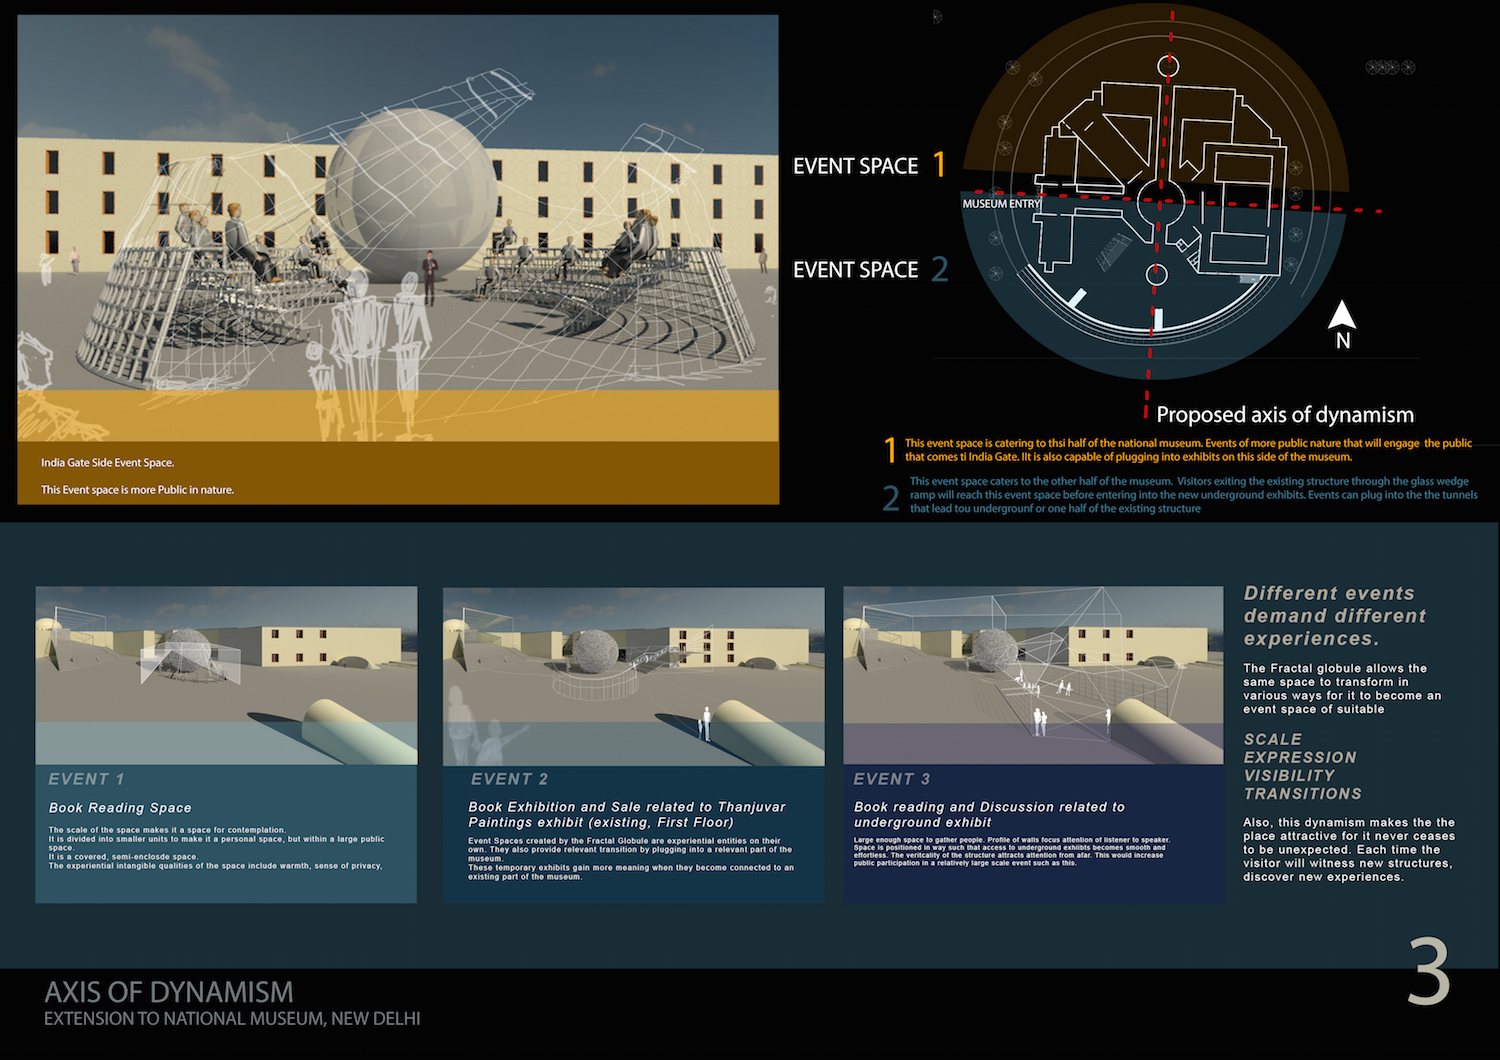 India Gate Side Event Space.
This Event space is more Public in nature.
EVENT SPACE 1
EVENT SPACE 2
MUSEUM ENTRY
N
Proposed axis of dynamism
1 This event space is catering to thsi half of the national museum. Events of more public nature that will engage the public
that comes ti India Gate. IIt is also capable of plugging into exhibits on this side of the museum.
2 This event space caters to the other half of the museum. Visitors exiting the existing structure through the glass wedge
ramp will reach this event space before entering into the new underground exhibits. Events can plug into the the tunnels
that lead tou undergrounf or one half of the existing structure
EVENT 1
Book Reading Space
The scale of the space makes it a space for contemplation.
It is divided into smaller units to make it a personal space, but within a large public
space.
It is a covered, semi-enclosde space.
The experiential intangible qualities of the space include warmth, sense of privacy,
EVENT 2
Book Exhibition and Sale related to Thanjuvar
Paintings exhibit (existing, First Floor)
Event Spaces created by the Fractal Globule are experiential entities on their
own. They also provide relevant transition by plugging into a relevant part of the
museum.
These temporary exhibits gain more meaning when they become connected to an
existing part of the museum.
EVENT 3
Book reading and Discussion related to
underground exhibit
Large enough space to gather people. Profile of walls focus attention of listener to speaker.
Space is positioned in way such that access to underground exhiibts becomes smooth and
effortless. The veritcality of the structure attracts attention from afar. This would increase
public participation in a relatively large scale event such as this.
Different events
demand different
experiences.
The Fractal globule allows the
same space to transform in
various ways for it to become an
event space of suitable
SCALE
EXPRESSION
VISIBILITY
TRANSITIONS
Also, this dynamism makes the the
place attractive for it never ceases
to be unexpected. Each time the
visitor will witness new structures,
discover new experiences.
3
AXIS OF DYNAMISM
EXTENSION TO NATIONAL MUSEUM, NEW DELHI